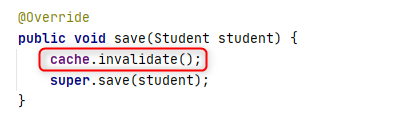 @Override
public void save(Student student) {
    cache.invalidate();
    super.save(student);
}